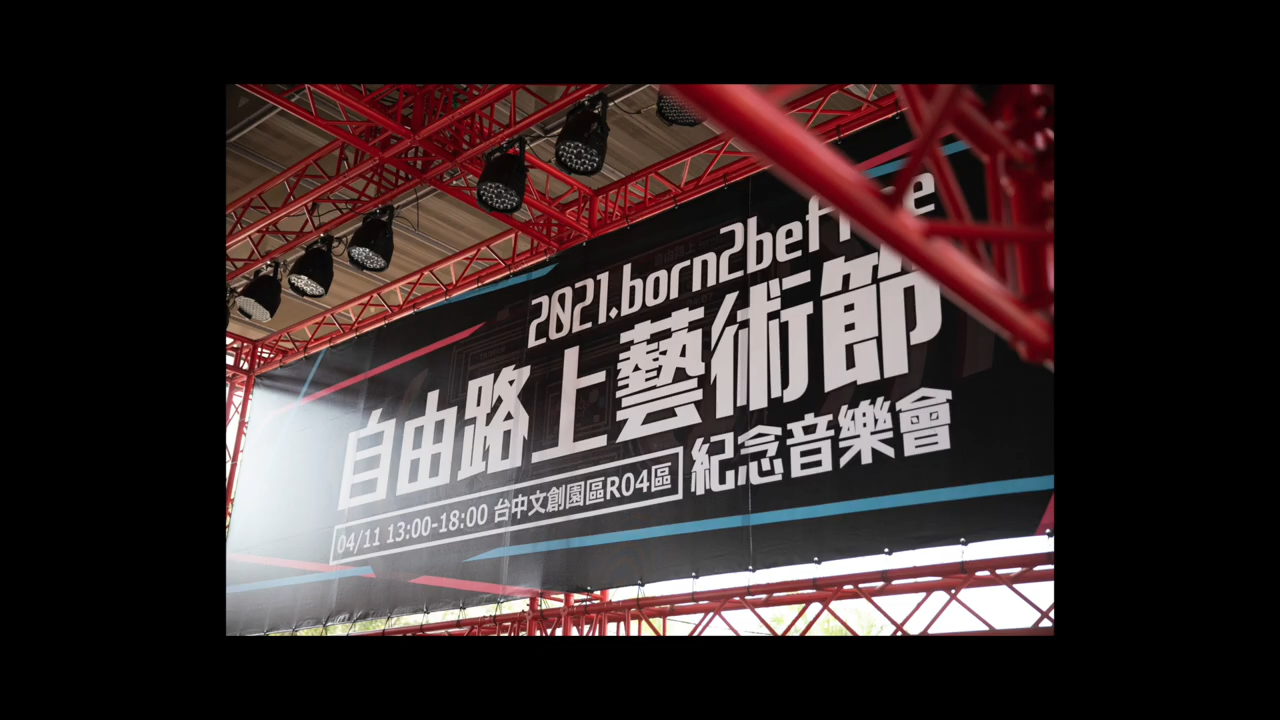 2021.born2befree
自由路上藝術節
紀念音樂會
04/11 13:00-18:00 台中文創園區R04區